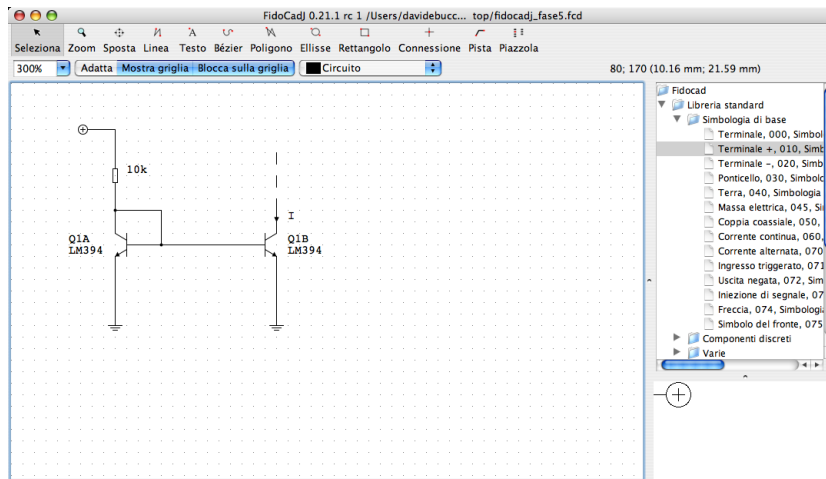 FidoCadJ 0.21.1 rc 1 /Users/davidebucc... top/fidocadj_fase5.fcd
Seleziona Zoom Sposta Linea Testo Bézier Poligono Ellisse Rettangolo Connessione Pista Piazzola
300% Adatta Mostra griglia Blocca sulla griglia Circuito 80; 170 (10.16 mm; 21.59 mm)
Fidocad
Libreria standard
Simbologia di base
Terminale, 000, Simbol
Terminale +, 010, Simb
Terminale -, 020, Simb
Ponticello, 030, Simbolo
Terra, 040, Simbologia
Massa elettrica, 045, Si
Coppia coassiale, 050,
Corrente continua, 060,
Corrente alternata, 070
Ingresso triggerato, 071
Uscita negata, 072, Sim
Iniezione di segnale, 07
Freccia, 074, Simbologi
Simbolo del fronte, 075
Componenti discreti
Varie
10k
I
Q1A
LM394
Q1B
LM394